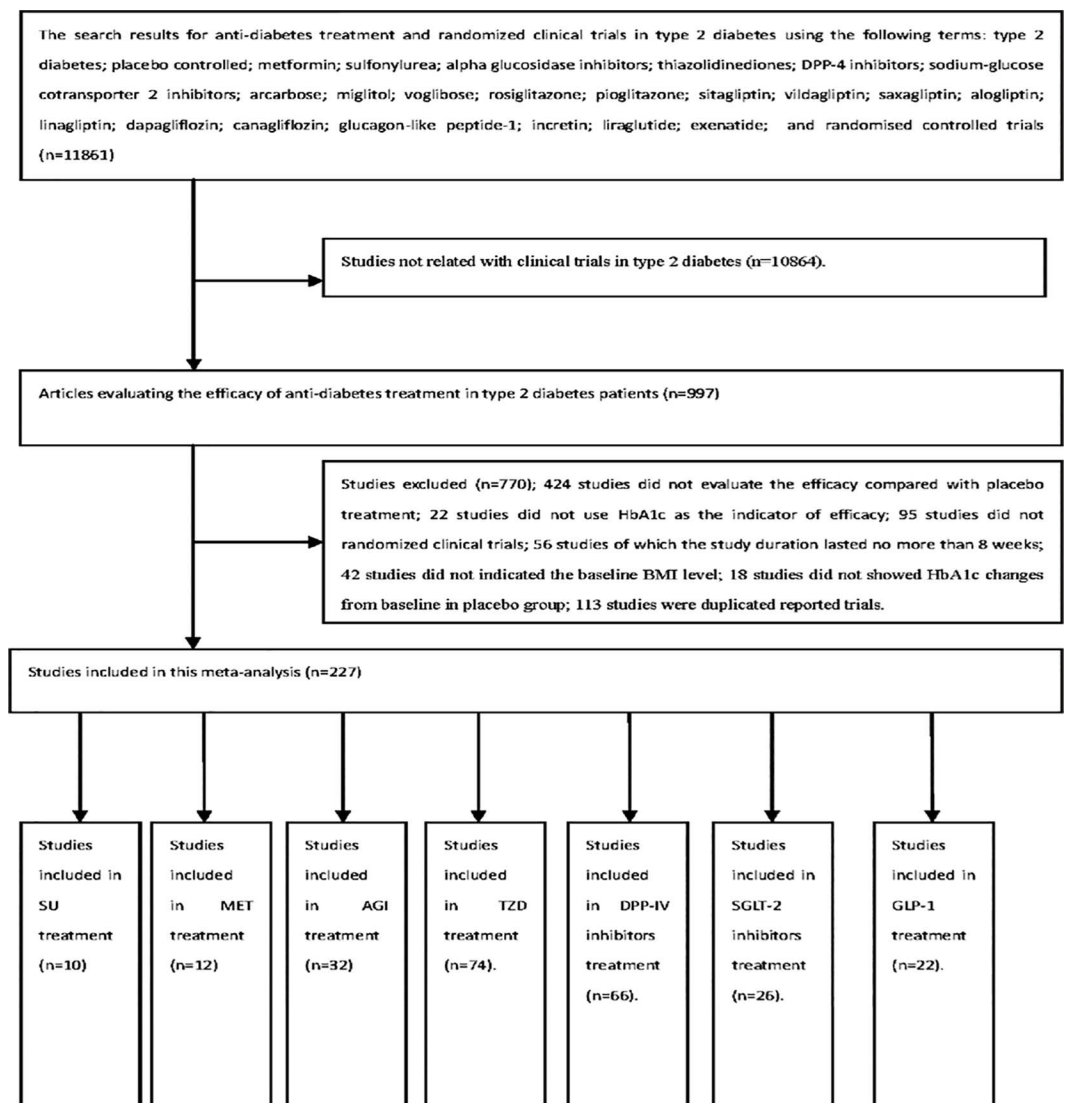 The search results for anti-diabetes treatment and randomized clinical trials in type 2 diabetes using the following terms: type 2
diabetes; placebo controlled; metformin; sulfonylurea; alpha glucosidase inhibitors; thiazolidinediones; DPP-4 inhibitors; sodium-glucose
cotransporter 2 inhibitors; arcarbose; miglitol; voglibose; rosiglitazone; pioglitazone; sitagliptin; vildagliptin; saxagliptin; alogliptin;
linagliptin; dapagliflozin; canagliflozin; glucagon-like peptide-1; incretin; liraglutide; exenatide; and randomised controlled trials
(n=11861)
Studies not related with clinical trials in type 2 diabetes (n=10864).
Articles evaluating the efficacy of anti-diabetes treatment in type 2 diabetes patients (n=997)
Studies excluded (n=770); 424 studies did not evaluate the efficacy compared with placebo
treatment; 22 studies did not use HbA1c as the indicator of efficacy; 95 studies did not
randomized clinical trials; 56 studies of which the study duration lasted no more than 8 weeks;
42 studies did not indicated the baseline BMI level; 18 studies did not showed HbA1c changes
from baseline in placebo group; 113 studies were duplicated reported trials.
Studies included in this meta-analysis (n=227)
Studies
included in
SU
treatment
(n=10)
Studies
included
in MET
treatment
(n=12)
Studies
included
in AGI
treatment
(n=32)
Studies
included
in TZD
treatment
(n=74).
Studies
included
in DPP-IV
inhibitors
treatment
(n=66).
Studies
included in
SGLT-2
inhibitors
treatment
(n=26).
Studies
included in
GLP-1
treatment
(n=22).